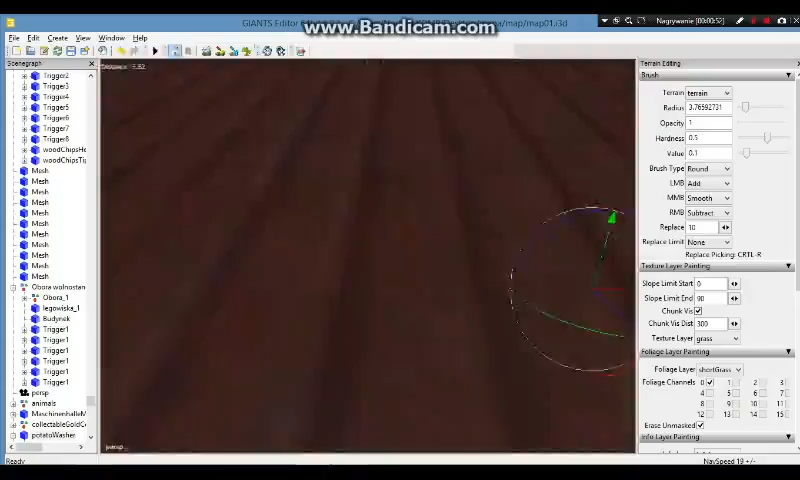 GIANTS Editor
www.Bandicam.com
/map/map01.i3d
Nagrywanie [00:00:52]
File Edit Create View Window Help
Scenegraph
Trigger2
Trigger3
Trigger4
Trigger5
Trigger6
Trigger7
Trigger8
woodChipsHe
woodChipsTip
Mesh
Mesh
Mesh
Mesh
Mesh
Mesh
Mesh
Mesh
Mesh
Mesh
Mesh
Obora wolnostan
Obora_1
legowiska_1
Budynek
Trigger1
Trigger1
Trigger1
Trigger1
Trigger1
Trigger1
persp
animals
MaschinenhalleM
collectableGoldCo
potatoWasher
Ready
persp
Terrain Editing
Brush
Terrain terrain
Radius 3.76592731
Opacity 1
Hardness 0.5
Value 0.1
Brush Type Round
LMB Add
MMB Smooth
RMB Subtract
Replace 10
Replace Limit None
Replace Picking: CRTL-R
Texture Layer Painting
Slope Limit Start 0
Slope Limit End 90
Chunk Vis
Chunk Vis Dist 300
Texture Layer grass
Foliage Layer Painting
Foliage Layer shortGrass
Foliage Channels 0 1 2 3
4 5 6 7
8 9 10 11
12 13 14 15
Erase Unmasked
Info Layer Painting
NavSpeed 19 +/-